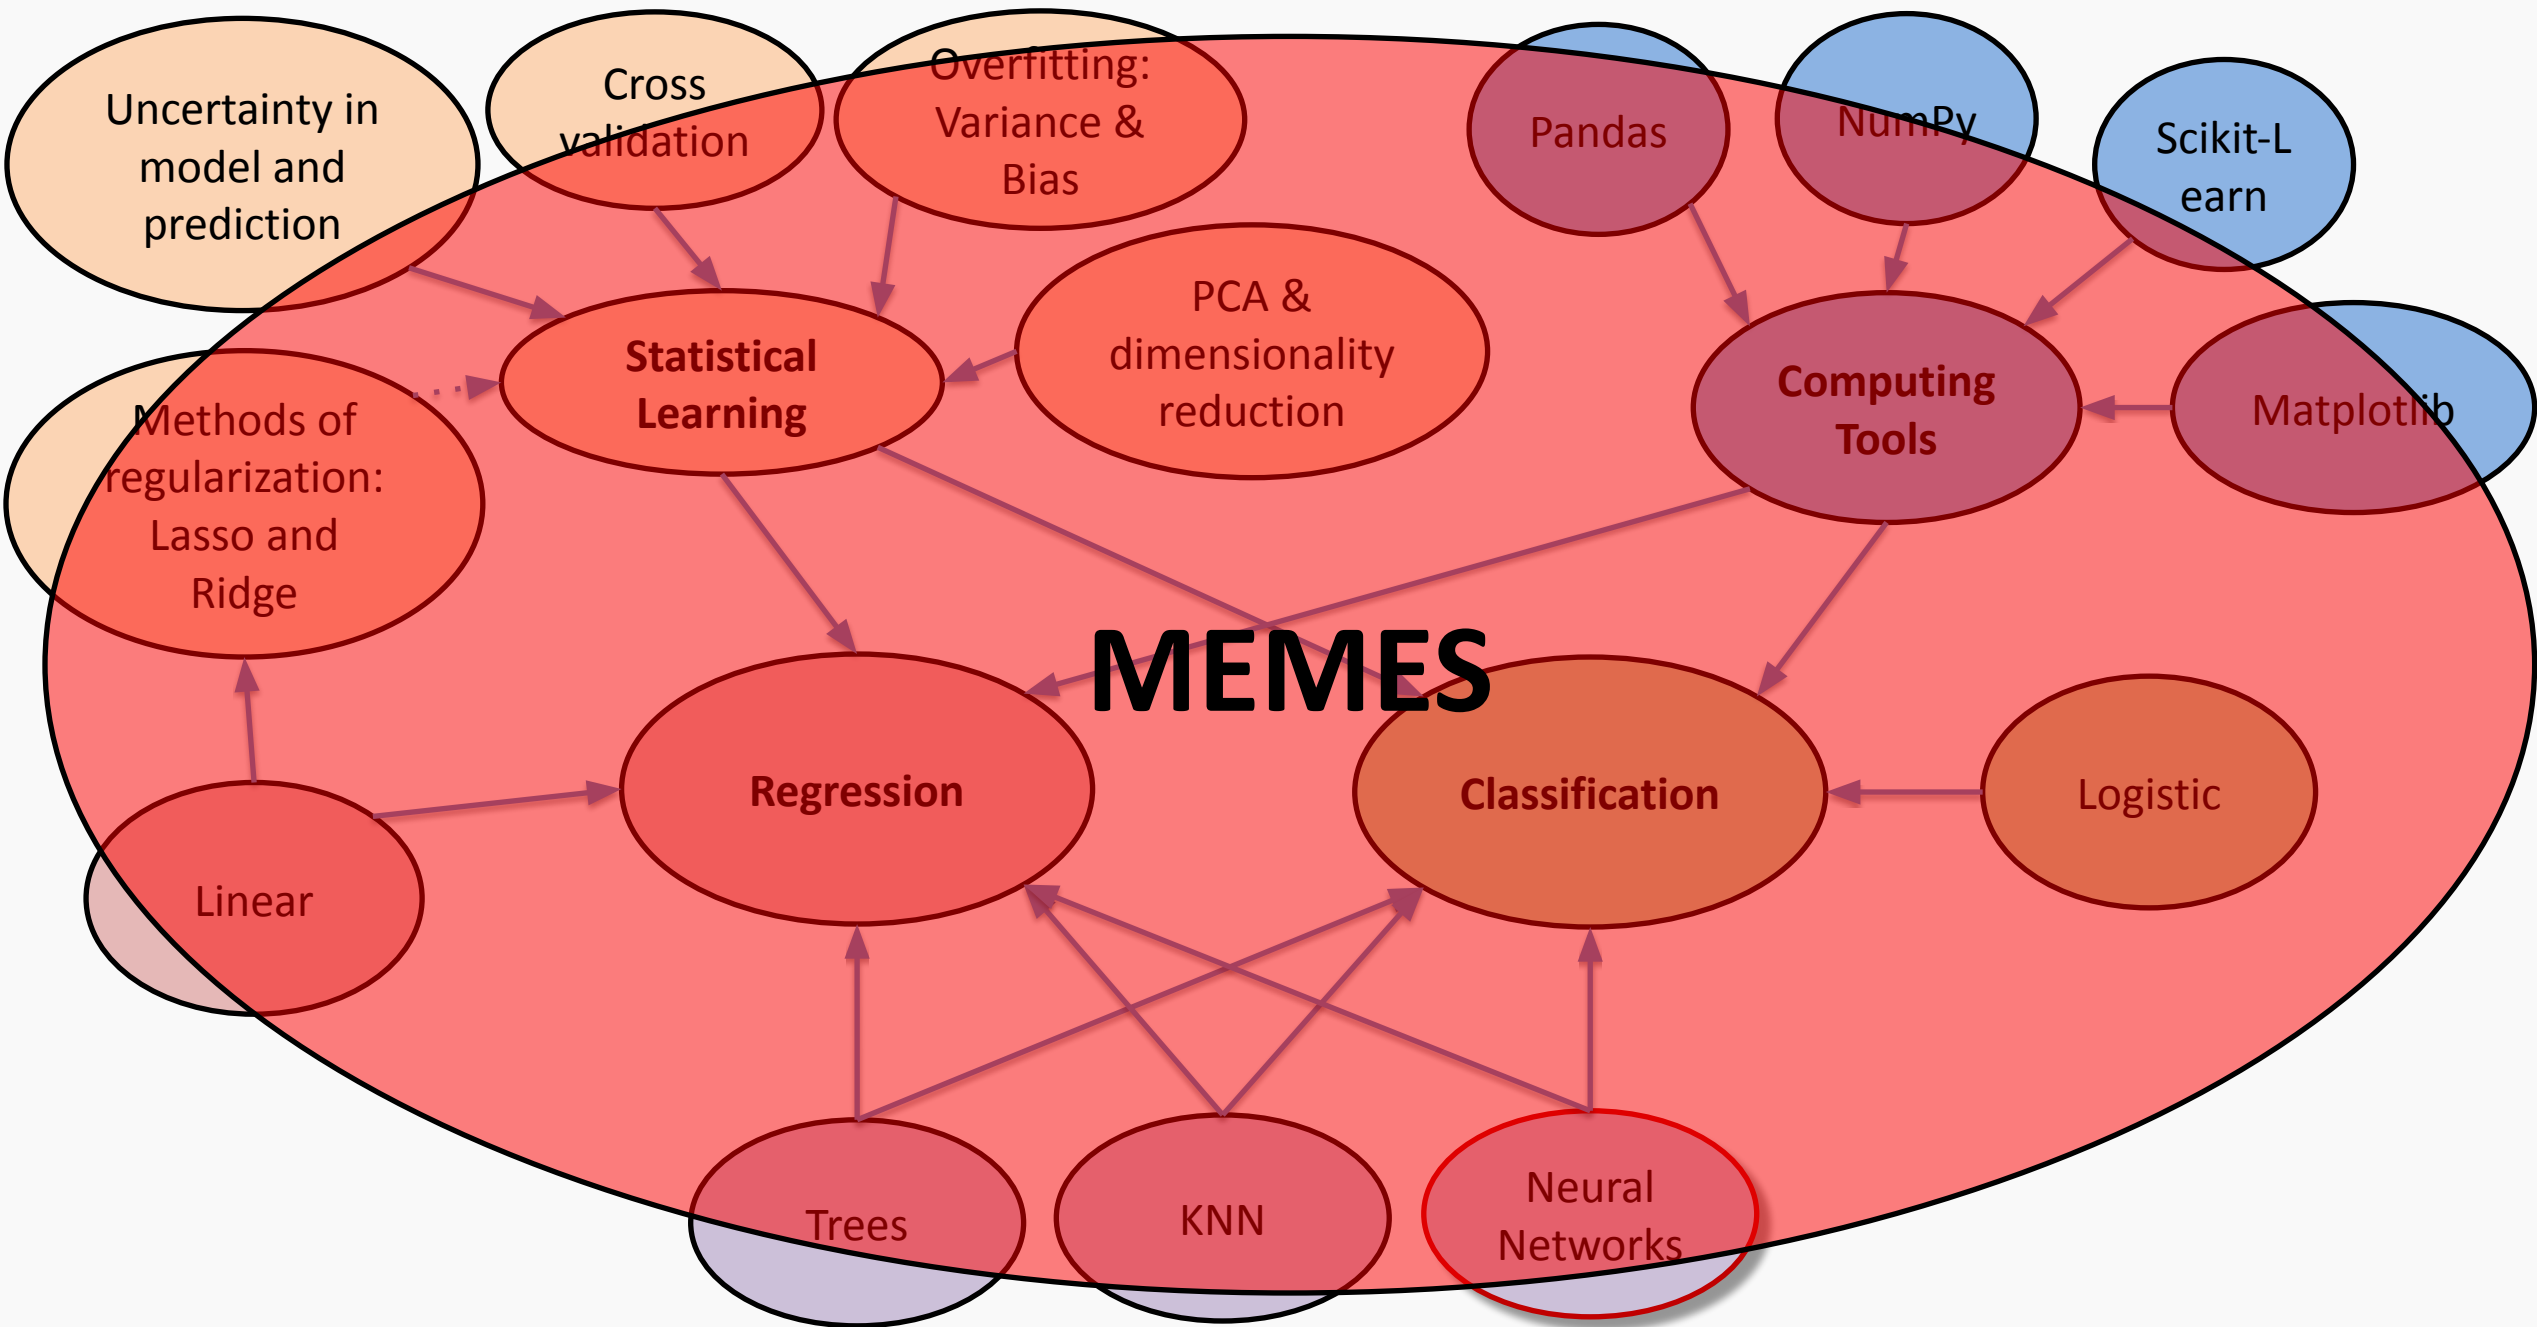 Uncertainty in
model and
prediction
Cross
validation
Overfitting:
Variance &
Bias
Pandas
NumPy
Scikit-L
earn
Statistical
Learning
PCA &
dimensionality
reduction
Computing
Tools
Matplotlib
Methods of
regularization:
Lasso and
Ridge
MEMES
Regression
Classification
Logistic
Linear
Trees
KNN
Neural
Networks